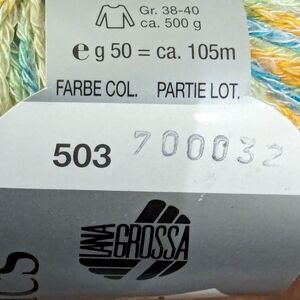 Gr. 38-40
ca. 500 g
e g 50 = ca. 105m
FARBE COL. PARTIE LOT.
503 700032
LANA
GROSSA